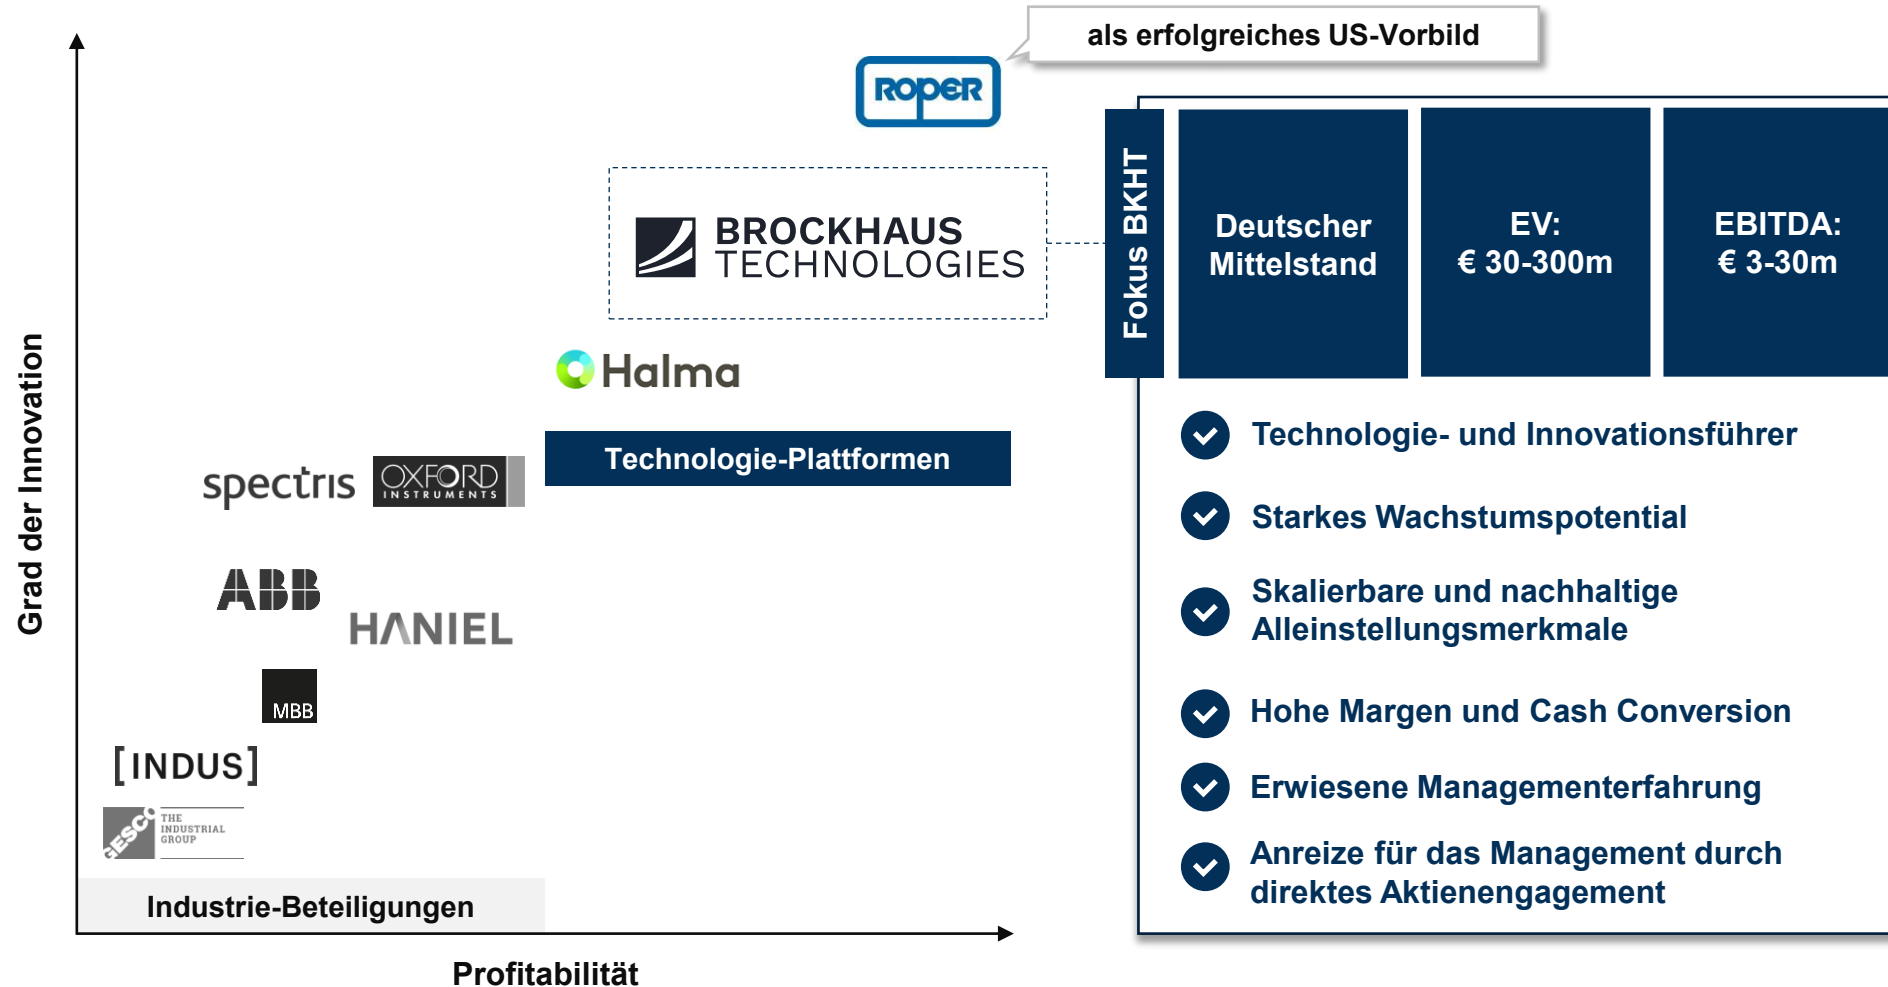 als erfolgreiches US-Vorbild
ROPER
BROCKHAUS
TECHNOLOGIES
Halma
Technologie-Plattformen
spectris
OXFORD
INSTRUMENTS
ABB
HANIEL
MBB
[INDUS]
GESCO
THE
INDUSTRIAL
GROUP
Industrie-Beteiligungen
Grad der Innovation
Profitabilität
Fokus BKHT
Deutscher
Mittelstand
EV:
€ 30-300m
EBITDA:
€ 3-30m
Technologie- und Innovationsführer
Starkes Wachstumspotential
Skalierbare und nachhaltige
Alleinstellungsmerkmale
Hohe Margen und Cash Conversion
Erwiesene Managementerfahrung
Anreize für das Management durch
direktes Aktienengagement